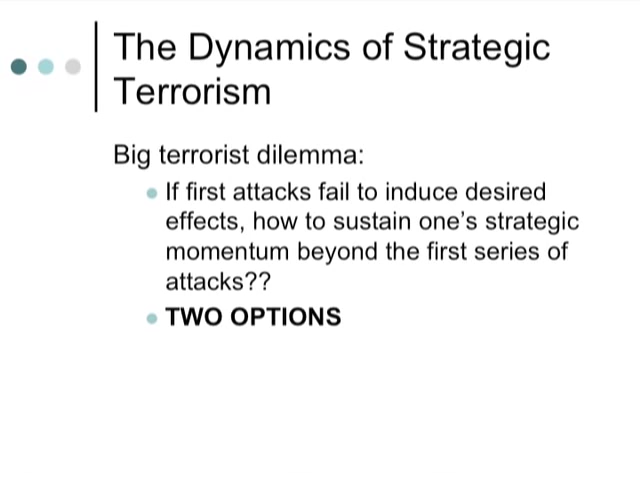 The Dynamics of Strategic
Terrorism
Big terrorist dilemma:
If first attacks fail to induce desired
effects, how to sustain one's strategic
momentum beyond the first series of
attacks??
TWO OPTIONS